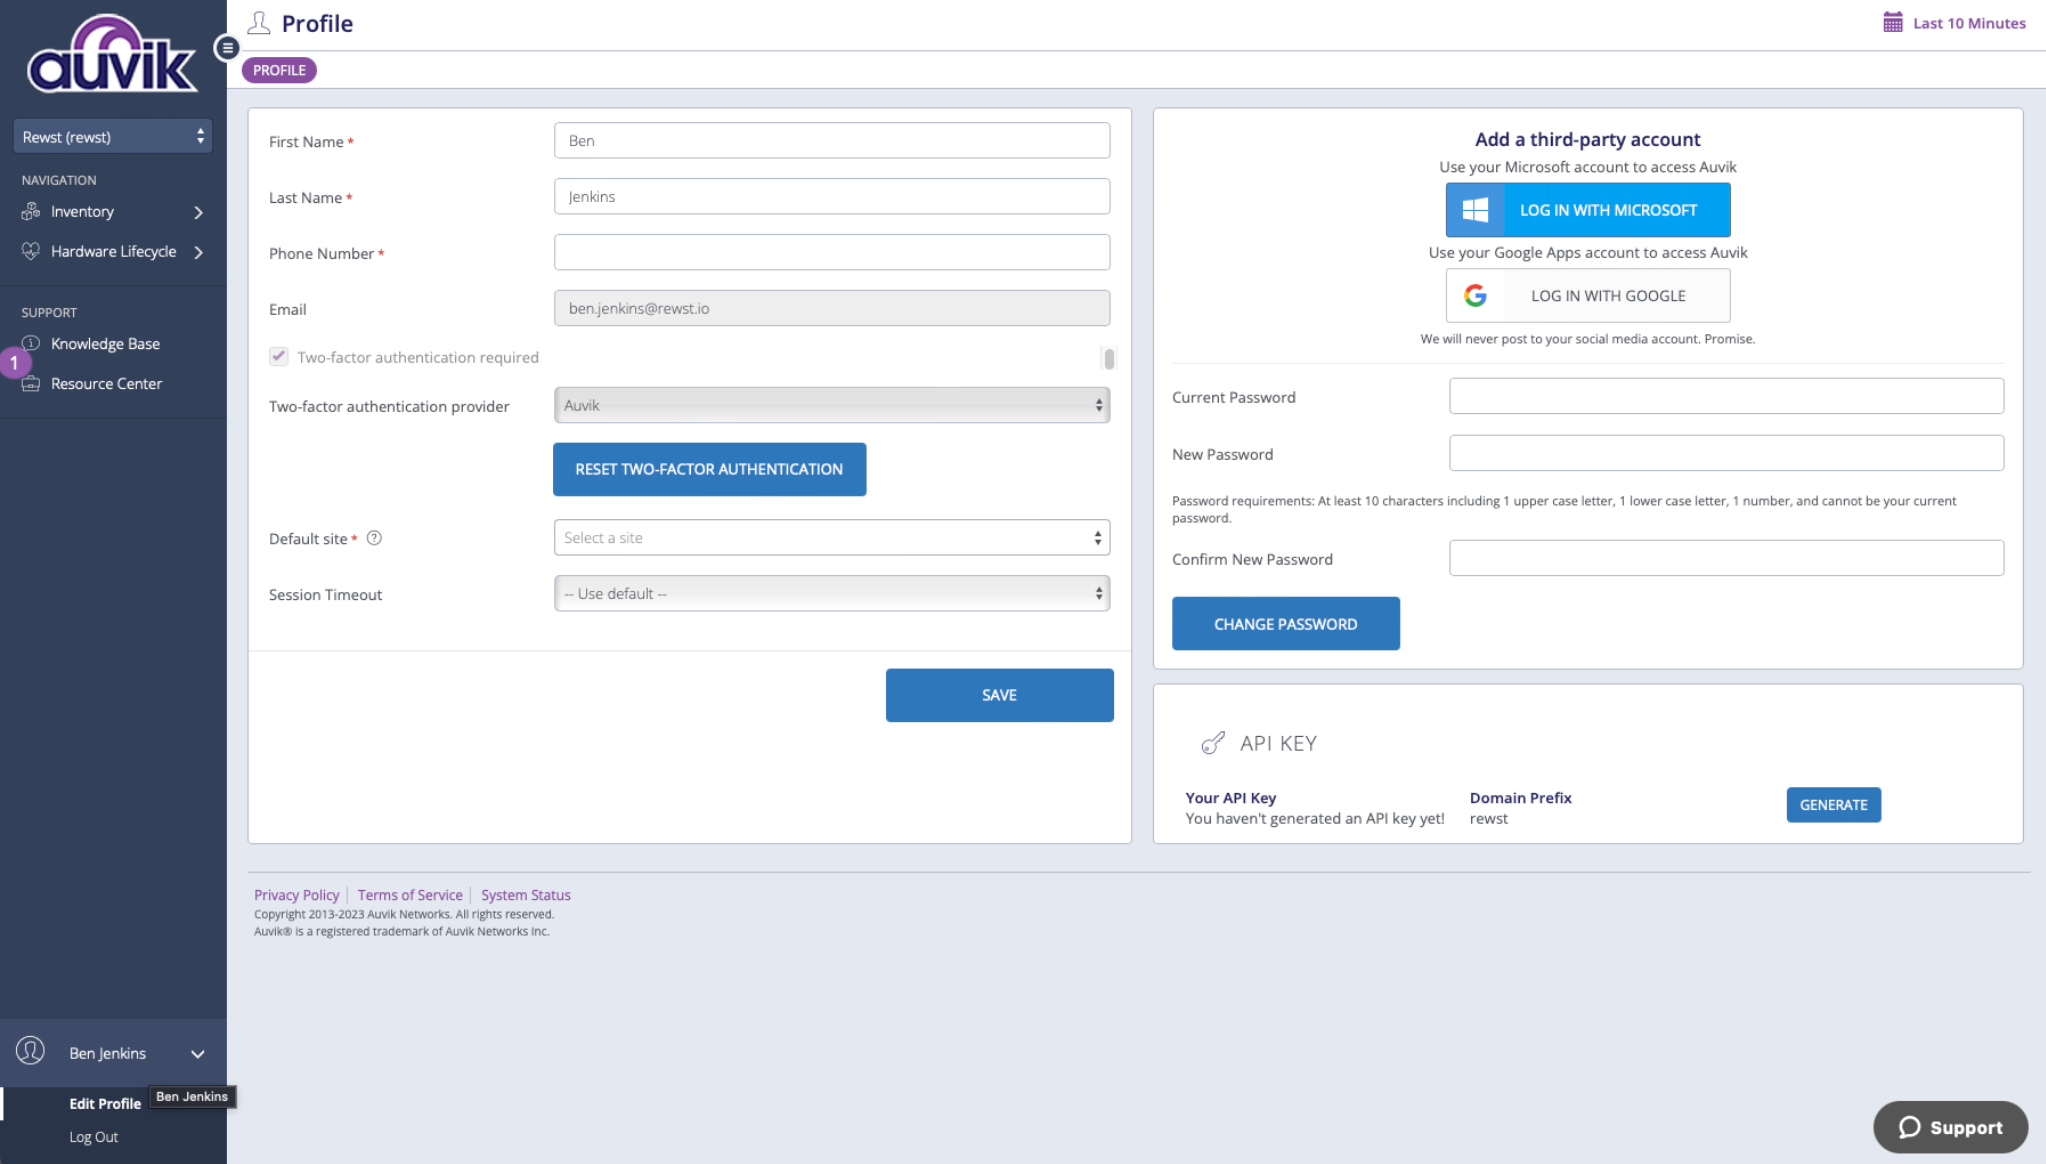 auvik
Rewst (rewst)
NAVIGATION
Inventory
Hardware Lifecycle
SUPPORT
Knowledge Base
1
Resource Center
Ben Jenkins
Edit Profile
Ben Jenkins
Log Out
Profile
Last 10 Minutes
PROFILE
First Name *
Ben
Last Name *
Jenkins
Phone Number *
Email
ben.jenkins@rewst.io
Two-factor authentication required
Two-factor authentication provider
Auvik
RESET TWO-FACTOR AUTHENTICATION
Default site * ?
Select a site
Session Timeout
-- Use default --
SAVE
Add a third-party account
Use your Microsoft account to access Auvik
LOG IN WITH MICROSOFT
Use your Google Apps account to access Auvik
G LOG IN WITH GOOGLE
We will never post to your social media account. Promise.
Current Password
New Password
Password requirements: At least 10 characters including 1 upper case letter, 1 lower case letter, 1 number, and cannot be your current
password.
Confirm New Password
CHANGE PASSWORD
API KEY
Your API Key
You haven't generated an API key yet!
Domain Prefix
rewst
GENERATE
Privacy Policy | Terms of Service | System Status
Copyright 2013-2023 Auvik Networks. All rights reserved.
Auvik® is a registered trademark of Auvik Networks Inc.
Support